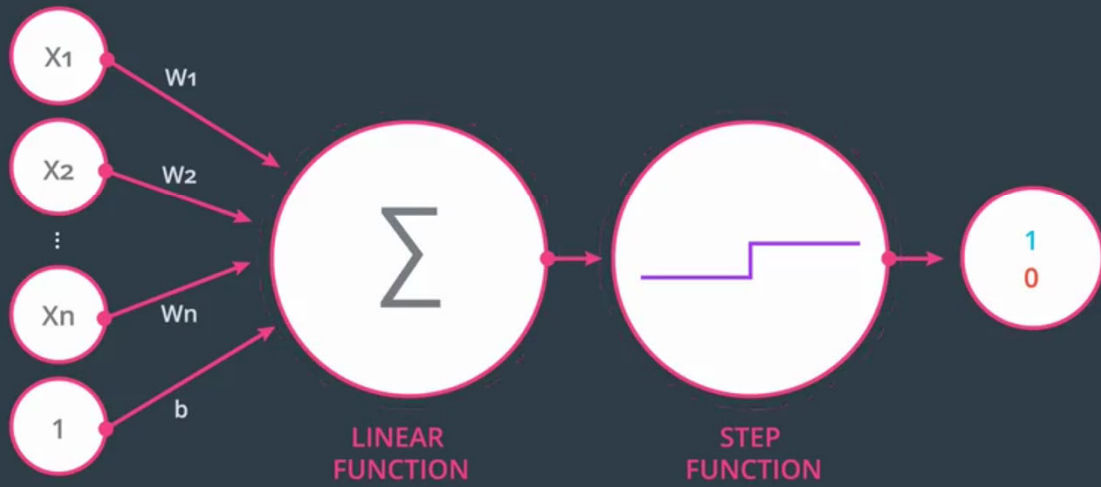 X1
W1
X2
W2
⋮
Xn
Wn
1
b
∑
LINEAR
FUNCTION
STEP
FUNCTION
1
0